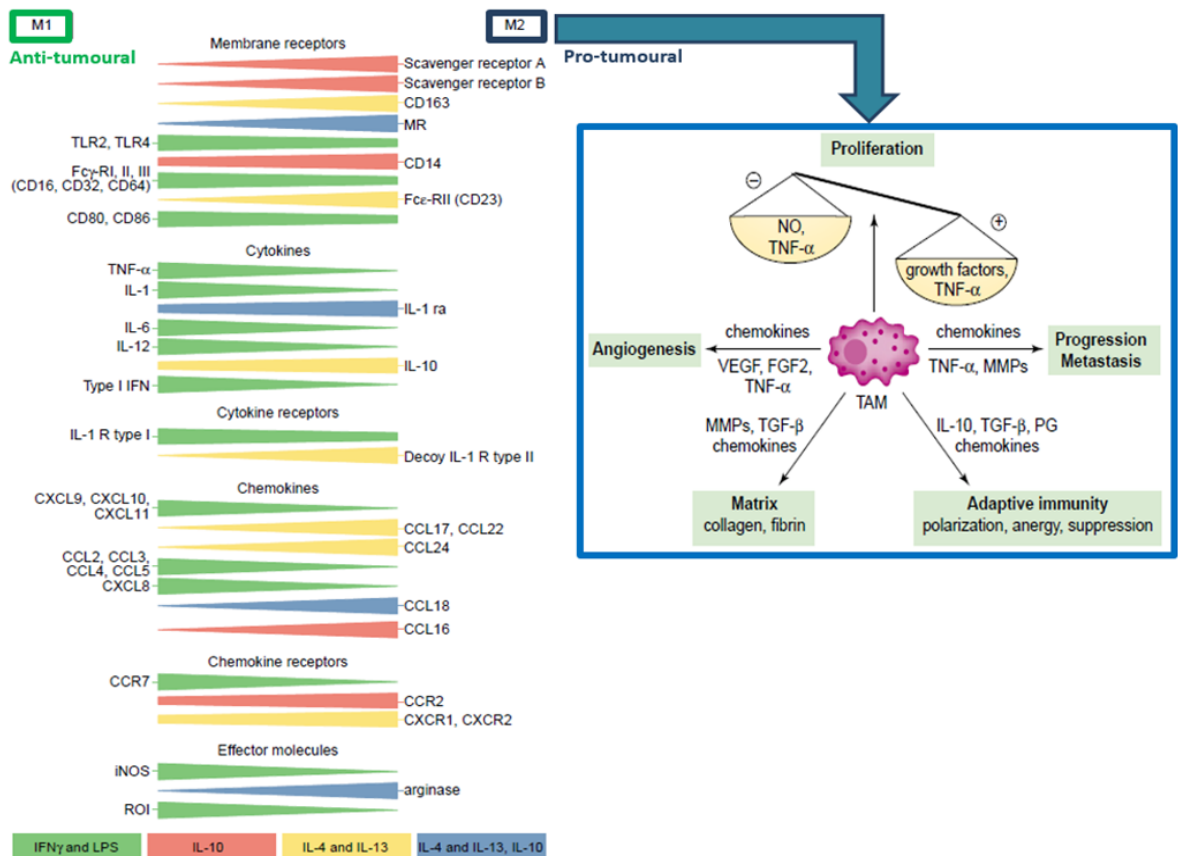 M1
Anti-tumoural
M2
Pro-tumoural
Membrane receptors
Scavenger receptor A
Scavenger receptor B
CD163
MR
TLR2, TLR4
CD14
Fcγ-RI, II, III
(CD16, CD32, CD64)
Fcε-RII (CD23)
CD80, CD86
Cytokines
TNF-α
IL-1
IL-1 ra
IL-6
IL-12
IL-10
Type I IFN
Cytokine receptors
IL-1 R type I
Decoy IL-1 R type II
Chemokines
CXCL9, CXCL10,
CXCL11
CCL17, CCL22
CCL24
CCL2, CCL3,
CCL4, CCL5
CXCL8
CCL18
CCL16
Chemokine receptors
CCR7
CCR2
CXCR1, CXCR2
Effector molecules
iNOS
arginase
ROI
IFNγ and LPS
IL-10
IL-4 and IL-13
IL-4 and IL-13, IL-10
Proliferation
−
NO,
TNF-α
+
growth factors,
TNF-α
Angiogenesis
chemokines
VEGF, FGF2,
TNF-α
chemokines
TNF-α, MMPs
Progression
Metastasis
TAM
MMPs, TGF-β
chemokines
IL-10, TGF-β, PG
chemokines
Matrix
collagen, fibrin
Adaptive immunity
polarization, anergy, suppression